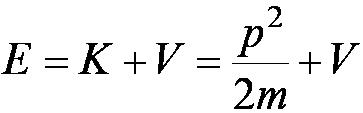 E = K + V = p²/2m + V